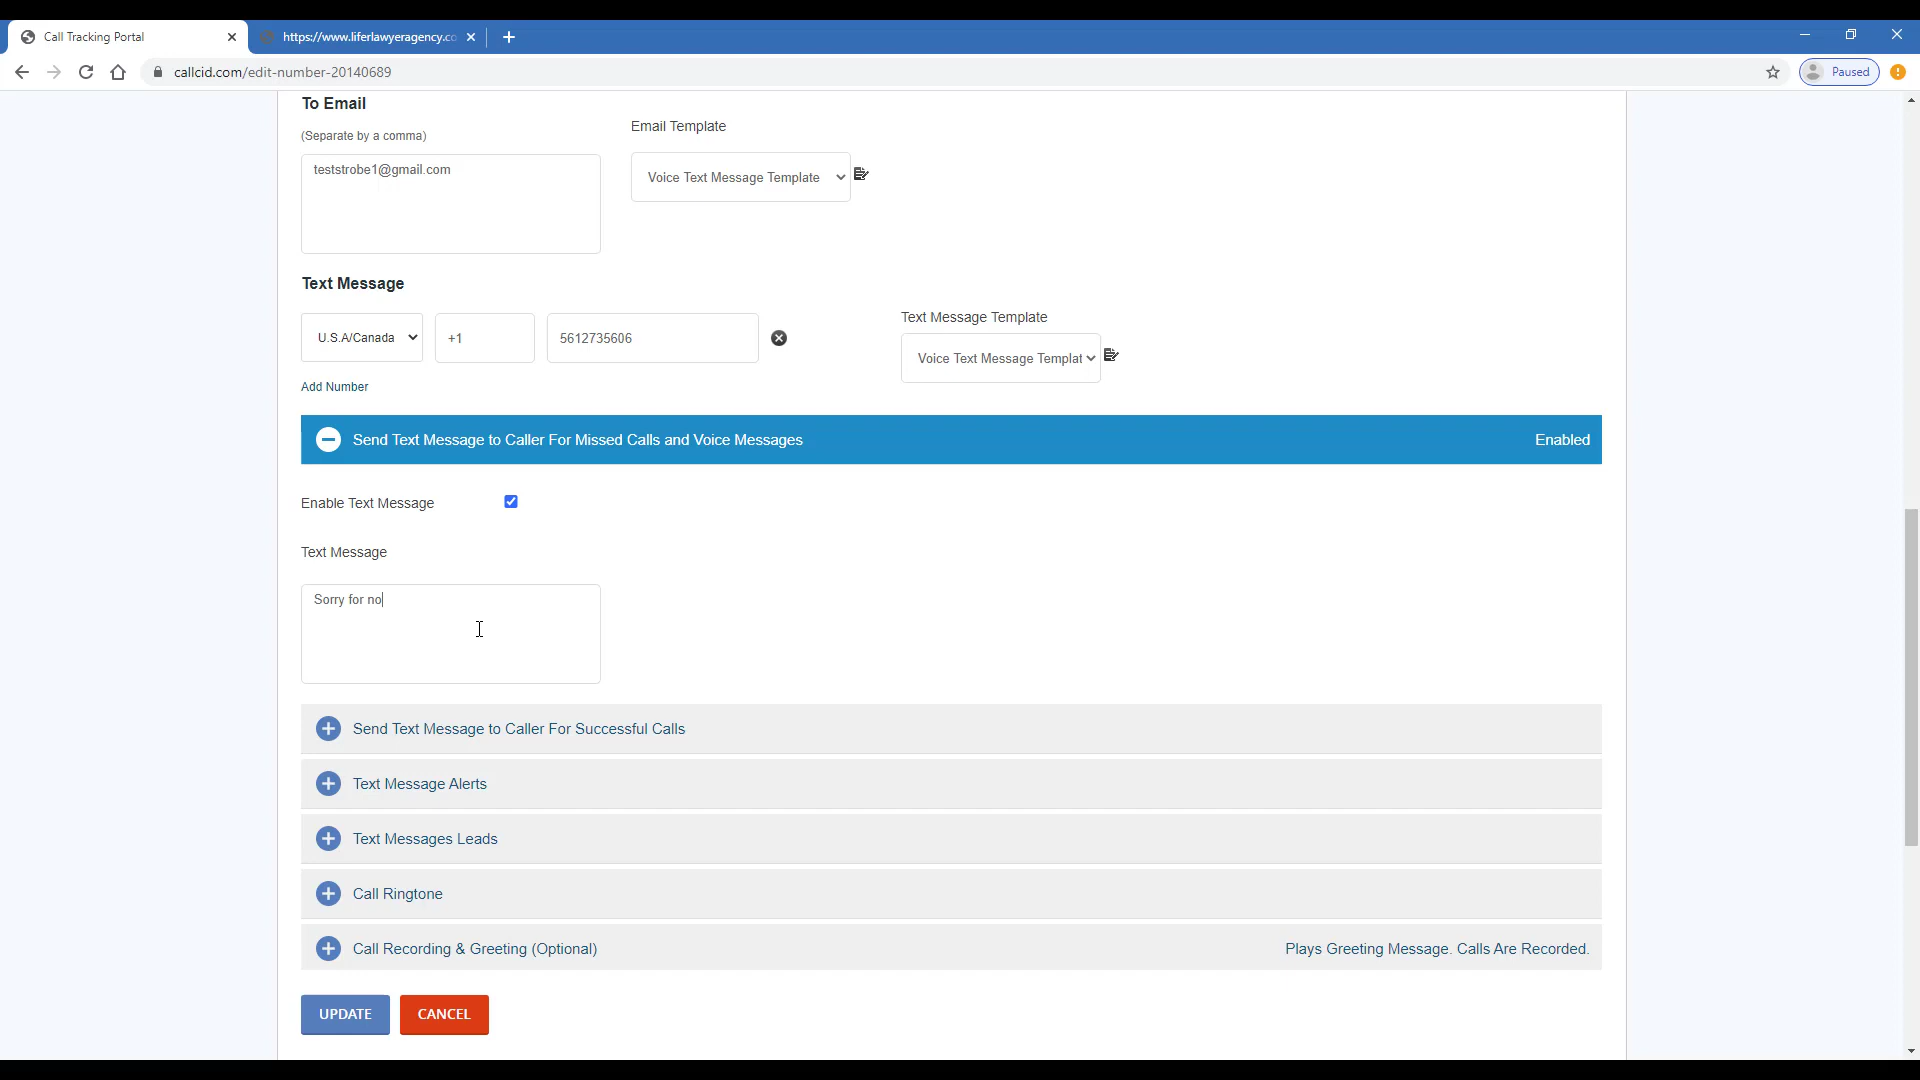 Call Tracking Portal
https://www.liferlawyeragency.co
callcid.com/edit-number-20140689
Paused
To Email
(Separate by a comma)
Email Template
teststrobe1@gmail.com
Voice Text Message Template
Text Message
Text Message Template
U.S.A/Canada
+1
5612735606
Voice Text Message Templat
Add Number
Send Text Message to Caller For Missed Calls and Voice Messages
Enabled
Enable Text Message
Text Message
Sorry for no
Send Text Message to Caller For Successful Calls
Text Message Alerts
Text Messages Leads
Call Ringtone
Call Recording & Greeting (Optional)
Plays Greeting Message. Calls Are Recorded.
UPDATE
CANCEL